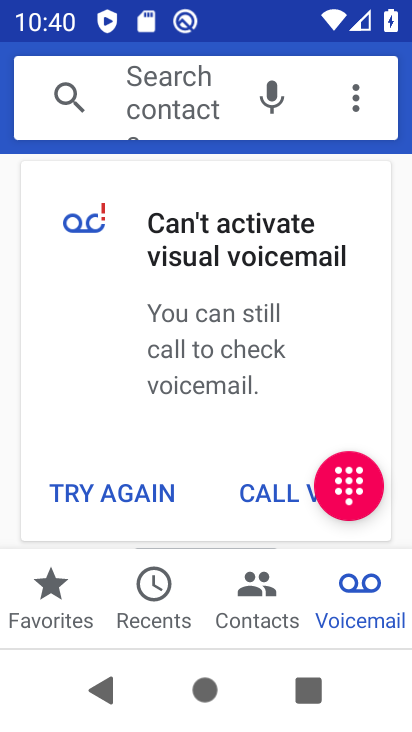 10:40
Search
contact
Can't activate
visual voicemail
You can still
call to check
voicemail.
TRY AGAIN
CALL
Favorites
Recents
Contacts
Voicemail